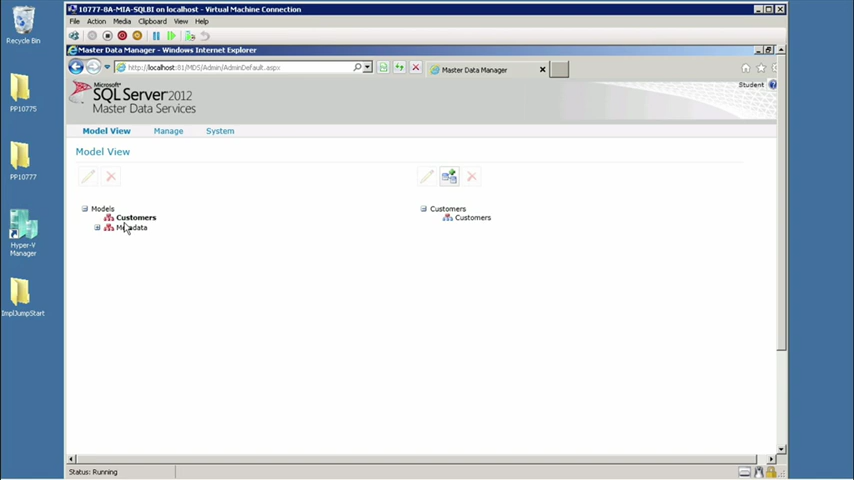 Recycle Bin
PP10775
PP10777
Hyper-V
Manager
ImplJumpStart
10777-8A-MIA-SQLBI on localhost - Virtual Machine Connection
File Action Media Clipboard View Help
Master Data Manager - Windows Internet Explorer
http://localhost:81/MDS/Admin/AdminDefault.aspx
Master Data Manager
Microsoft
SQL Server 2012
Master Data Services
Student
Model View Manage System
Model View
Models
Customers
Metadata
Customers
Customers
Status: Running